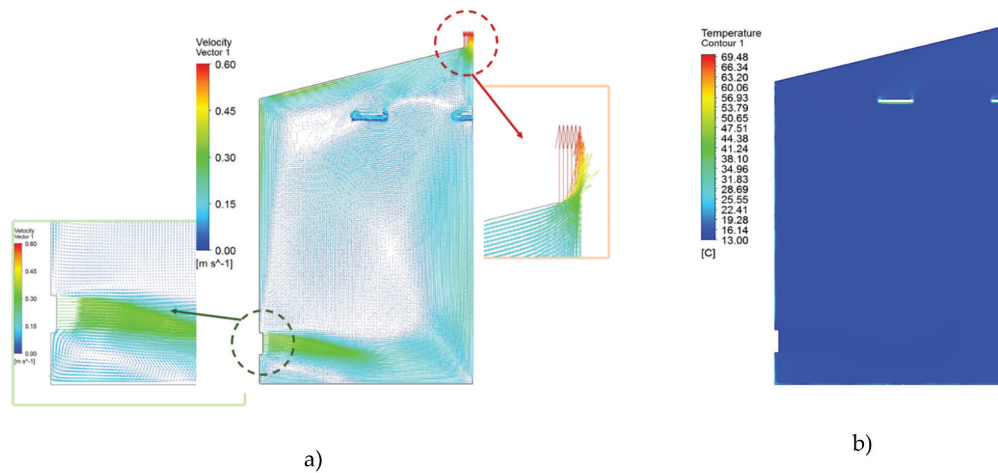 Velocity
Vector 1
0.60
0.45
0.30
0.15
0.00
[m s^-1]
Velocity
Vector 1
0.60
0.45
0.30
0.15
0.00
[m s^-1]
a)
Temperature
Contour 1
69.48
66.34
63.20
60.06
56.93
53.79
50.65
47.51
44.38
41.24
38.10
34.96
31.83
28.69
25.55
22.41
19.28
16.14
13.00
[C]
b)